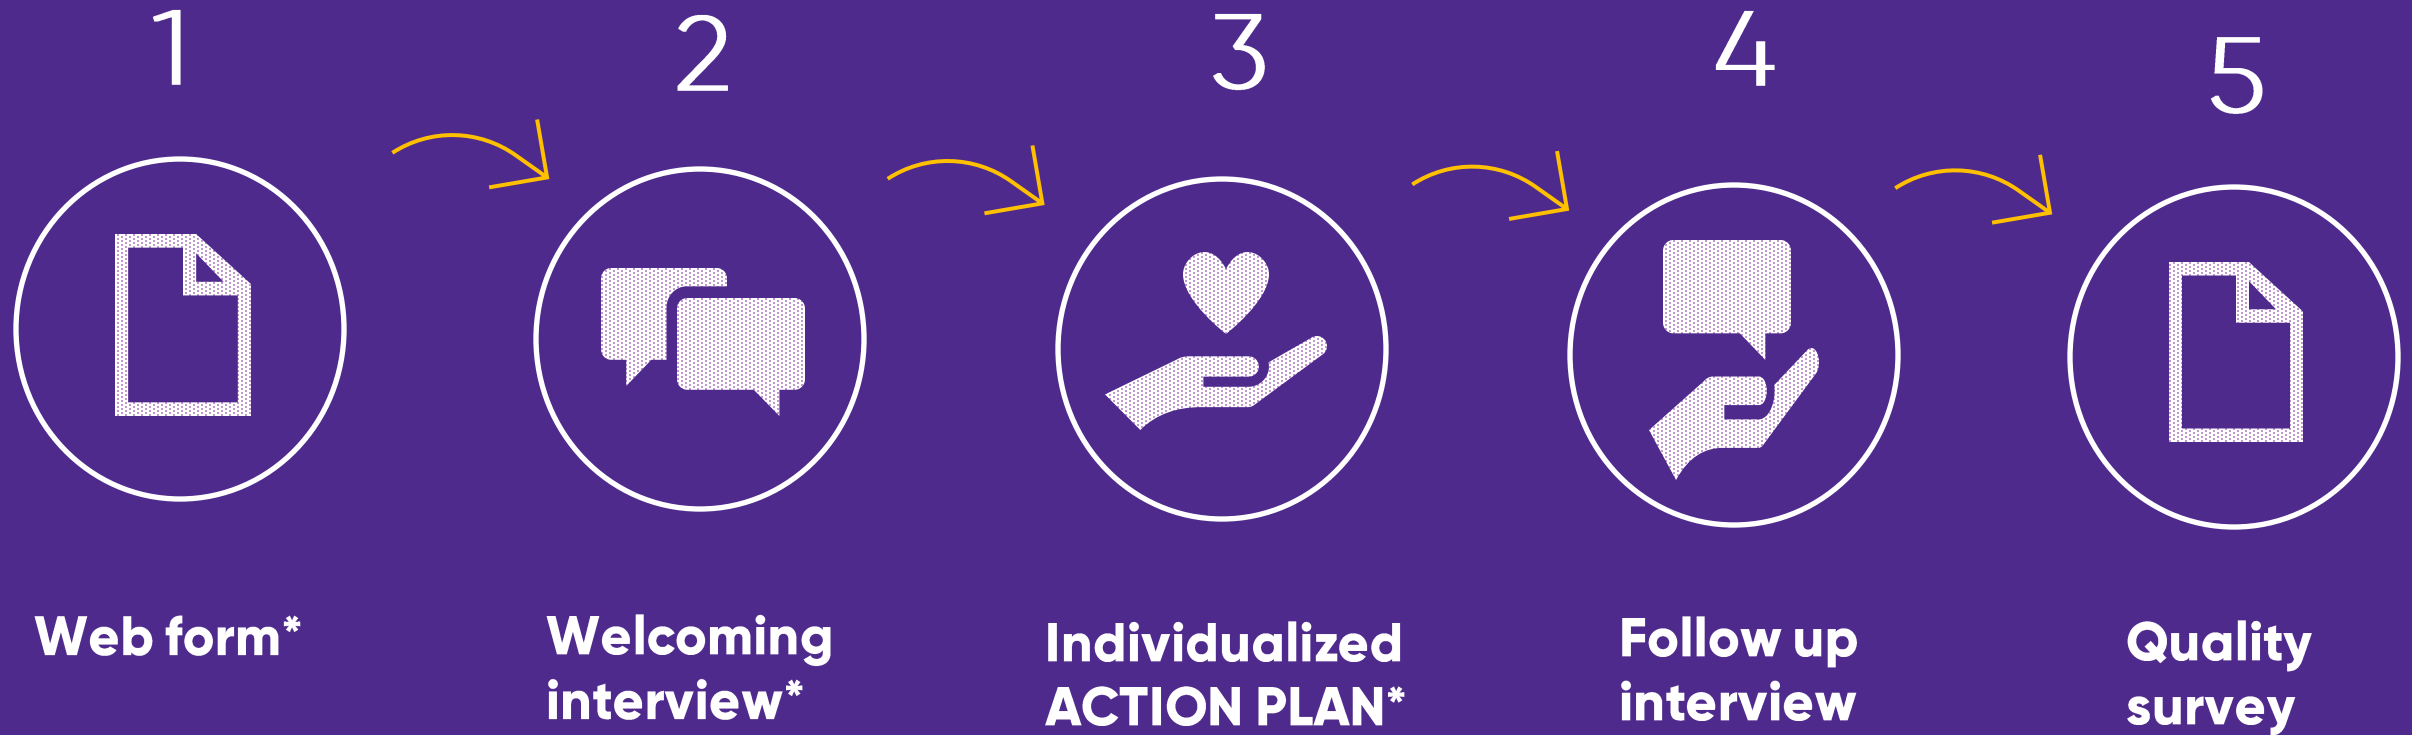 1
2
3
4
5
Web form*
Welcoming
interview*
Individualized
ACTION PLAN*
Follow up
interview
Quality
survey